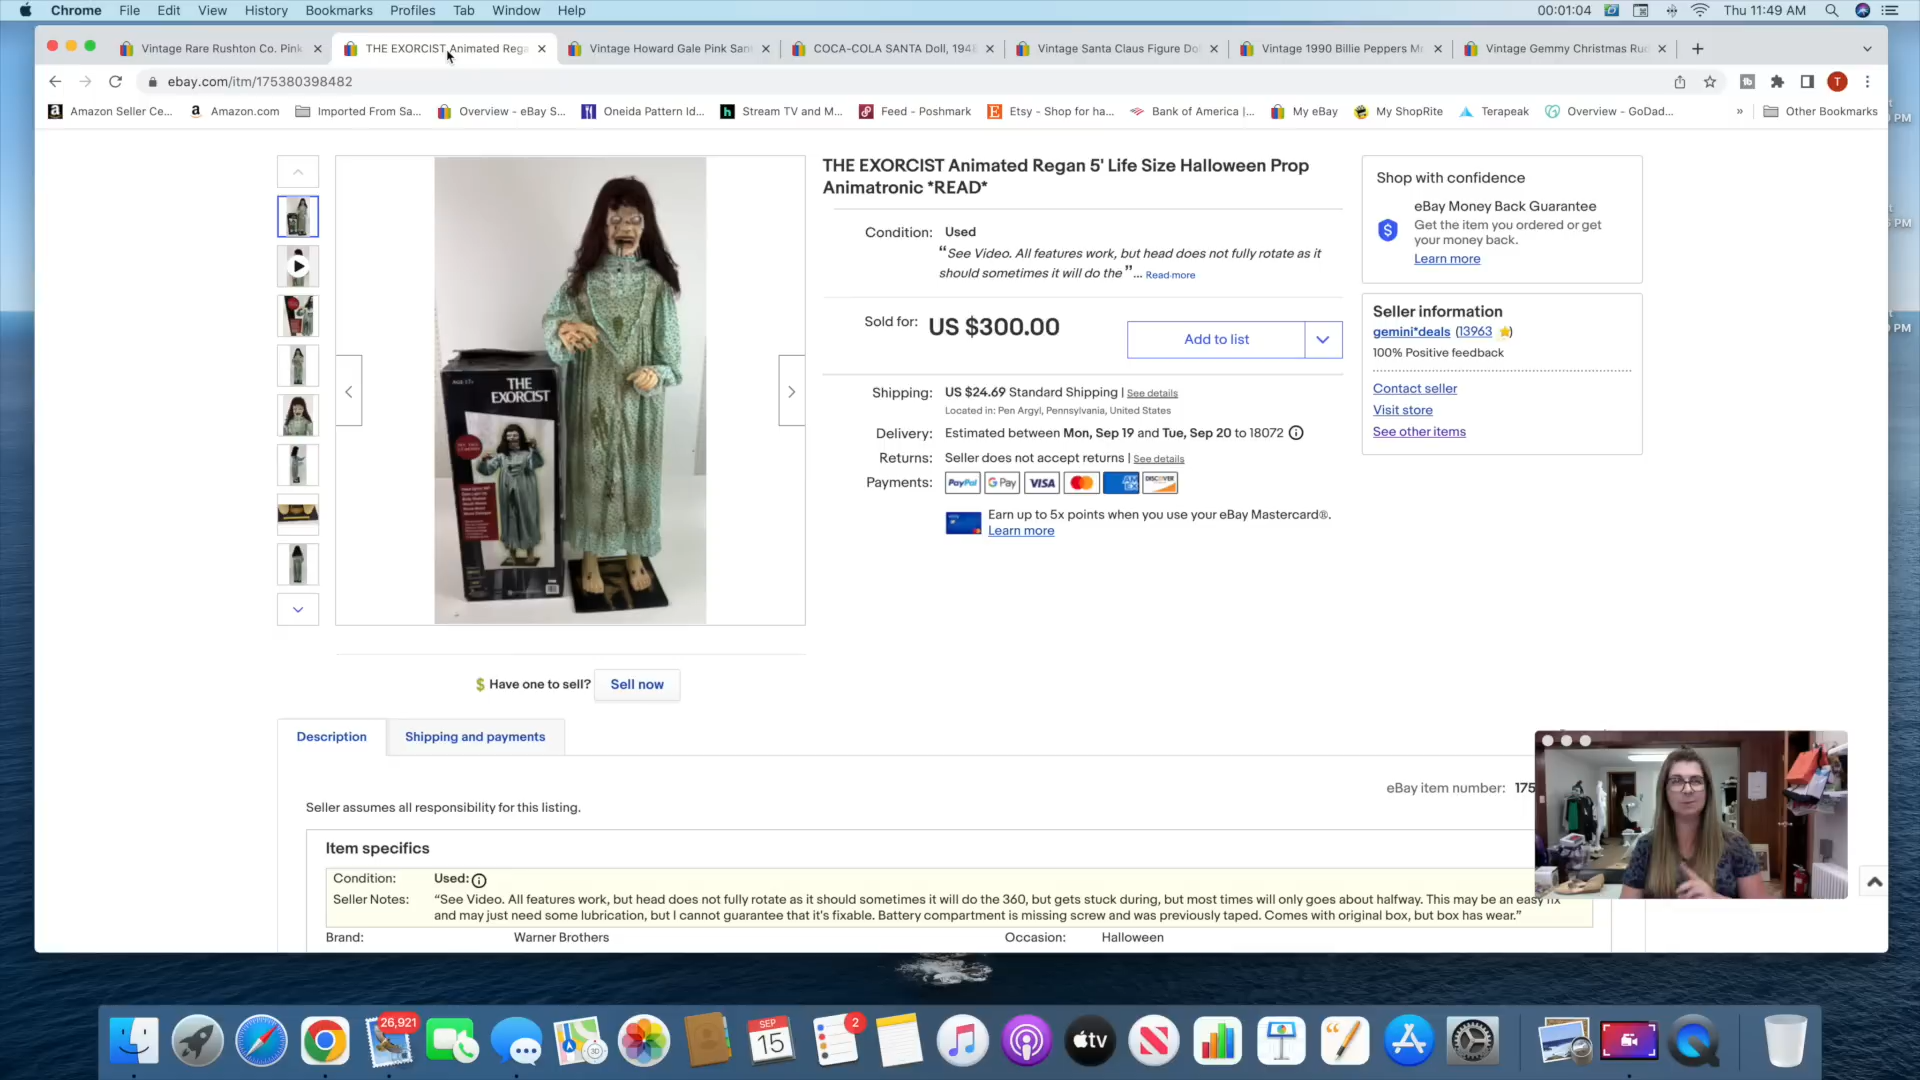 Chrome File Edit View History Bookmarks Profiles Tab Window Help 00:01:04 Thu 11:49 AM
Vintage Rare Rushton Co. Pink THE EXORCIST Animated Rega Vintage Howard Gale Pink San COCA-COLA SANTA Doll, 194 Vintage Santa Claus Figure Do Vintage 1990 Billie Peppers M Vintage Gemmy Christmas Ru
ebay.com/itm/175380398482 T
Amazon Seller Ce... Amazon.com Imported From Sa... Overview - eBay S... Oneida Pattern Id... Stream TV and M... Feed - Poshmark Etsy - Shop for ha... Bank of America |... My eBay My ShopRite Terapeak Overview - GoDad... » Other Bookmarks
THE EXORCIST Animated Regan 5' Life Size Halloween Prop
Animatronic *READ*
Condition: Used
“See Video. All features work, but head does not fully rotate as it
should sometimes it will do the ”... Read more
Sold for: US $300.00 Add to list
Shipping: US $24.69 Standard Shipping | See details
Located in: Pen Argyl, Pennsylvania, United States
Delivery: Estimated between Mon, Sep 19 and Tue, Sep 20 to 18072
Returns: Seller does not accept returns | See details
Payments: PayPal G Pay VISA DISCOVER
Earn up to 5x points when you use your eBay Mastercard®.
Learn more
Shop with confidence
eBay Money Back Guarantee
Get the item you ordered or get
your money back.
Learn more
Seller information
gemini*deals (13963 )
100% Positive feedback
Contact seller
Visit store
See other items
THE
EXORCIST
Have one to sell? Sell now
Description Shipping and payments
eBay item number: 175
Seller assumes all responsibility for this listing.
Item specifics
Condition: Used:
Seller Notes: “See Video. All features work, but head does not fully rotate as it should sometimes it will do the 360, but gets stuck during, but most times will only goes about halfway. This may be an easy fix
and may just need some lubrication, but I cannot guarantee that it's fixable. Battery compartment is missing screw and was previously taped. Comes with original box, but box has wear.”
Brand: Warner Brothers Occasion: Halloween
26,921 SEP 15 2 tv
PM
PM
PM